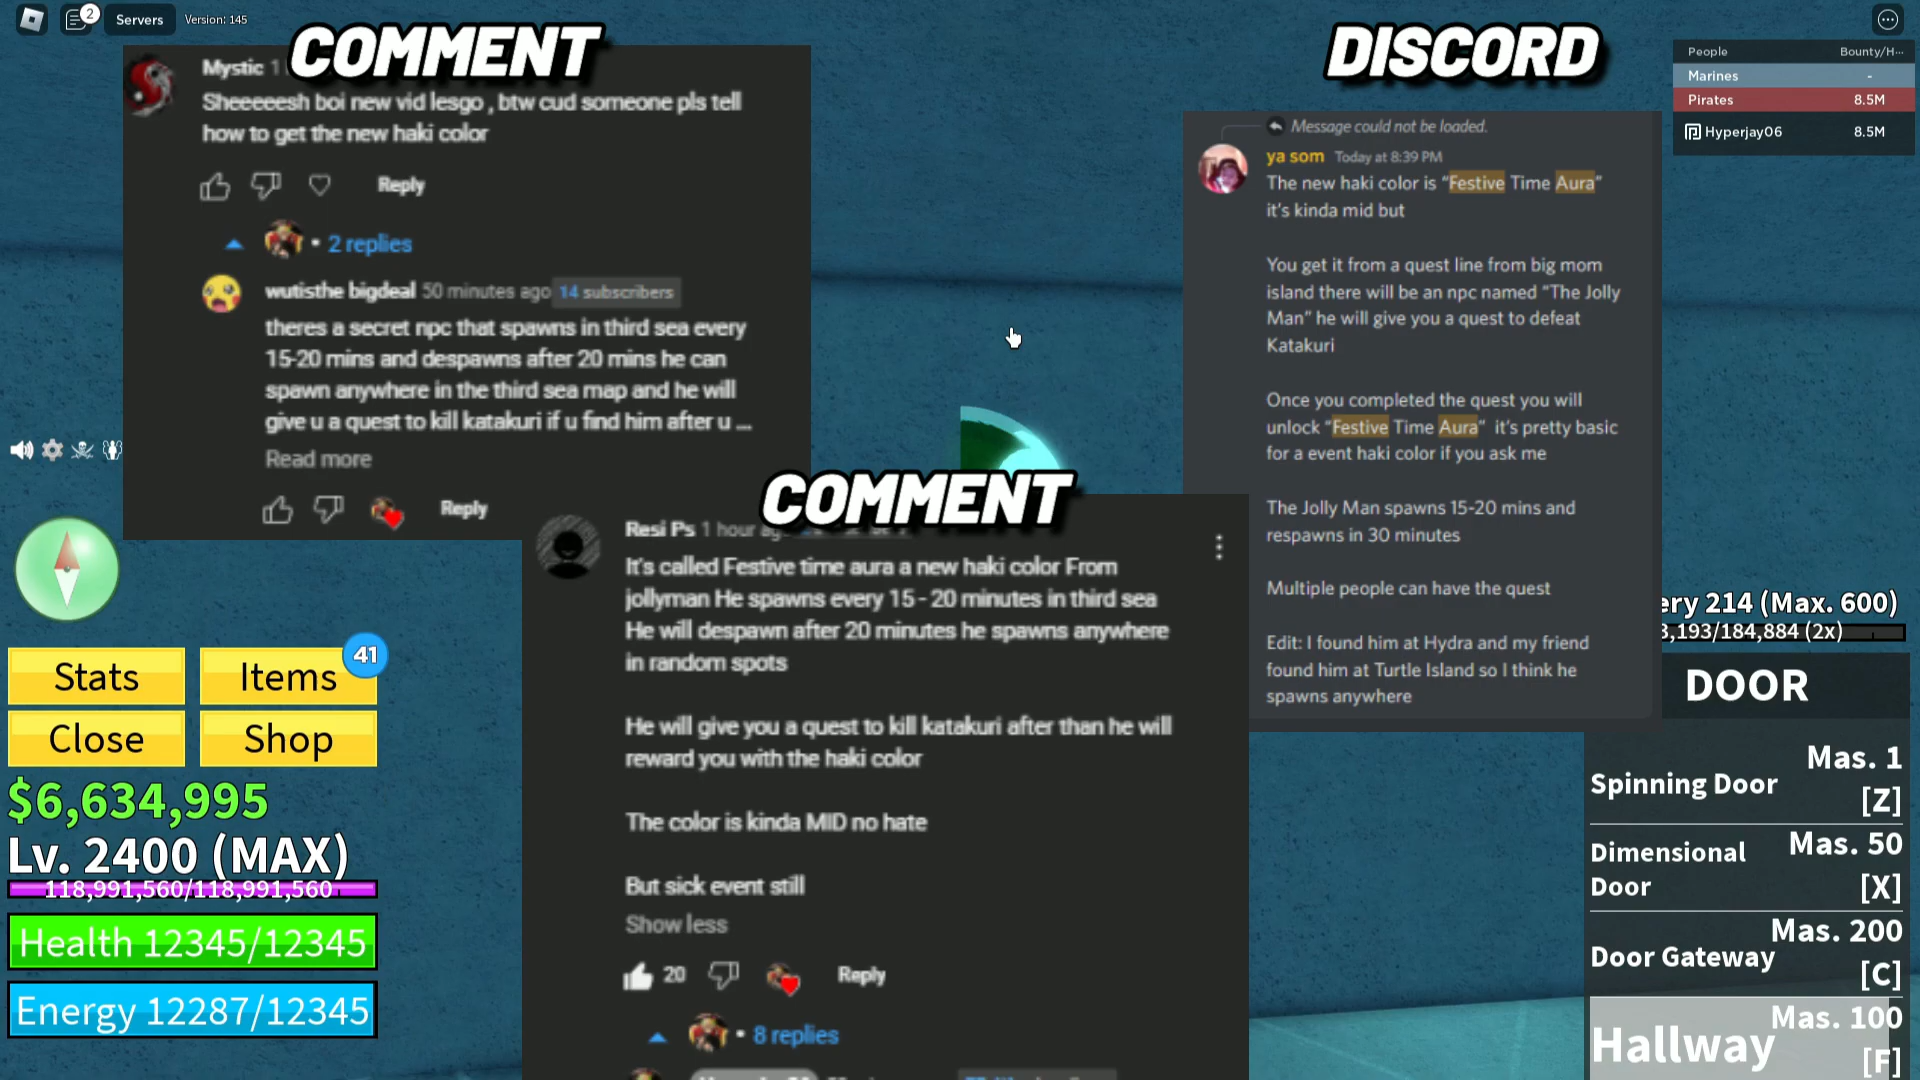 2
Servers
Version: 145
COMMENT
Mystic 1
Sheeeeesh boi new vid lesgo , btw cud someone pls tell
how to get the new haki color
Reply
2 replies
wutisthe bigdeal 50 minutes ago 14 subscribers
theres a secret npc that spawns in third sea every
15-20 mins and despawns after 20 mins he can
spawn anywhere in the third sea map and he will
give u a quest to kill katakuri if u find him after u ...
Read more
Reply
COMMENT
Resi Ps 1 hour ag
It's called Festive time aura a new haki color From
jollyman He spawns every 15 - 20 minutes in third sea
He will despawn after 20 minutes he spawns anywhere
in random spots
He will give you a quest to kill katakuri after than he will
reward you with the haki color
The color is kinda MID no hate
But sick event still
Show less
20
Reply
8 replies
DISCORD
Message could not be loaded.
ya som Today at 8:39 PM
The new haki color is "Festive Time Aura"
it's kinda mid but
You get it from a quest line from big mom
island there will be an npc named "The Jolly
Man" he will give you a quest to defeat
Katakuri
Once you completed the quest you will
unlock "Festive Time Aura" it's pretty basic
for a event haki color if you ask me
The Jolly Man spawns 15-20 mins and
respawns in 30 minutes
Multiple people can have the quest
Edit: I found him at Hydra and my friend
found him at Turtle Island so I think he
spawns anywhere
People Bounty/H...
Marines -
Pirates 8.5M
Hyperjay06 8.5M
Stats
Items
41
Close
Shop
$6,634,995
Lv. 2400 (MAX)
118,991,560/118,991,560
Health 12345/12345
Energy 12287/12345
ery 214 (Max. 600)
3,193/184,884 (2x)
DOOR
Mas. 1
Spinning Door
[Z]
Mas. 50
Dimensional
Door
[X]
Mas. 200
Door Gateway
[C]
Mas. 100
Hallway
[F]